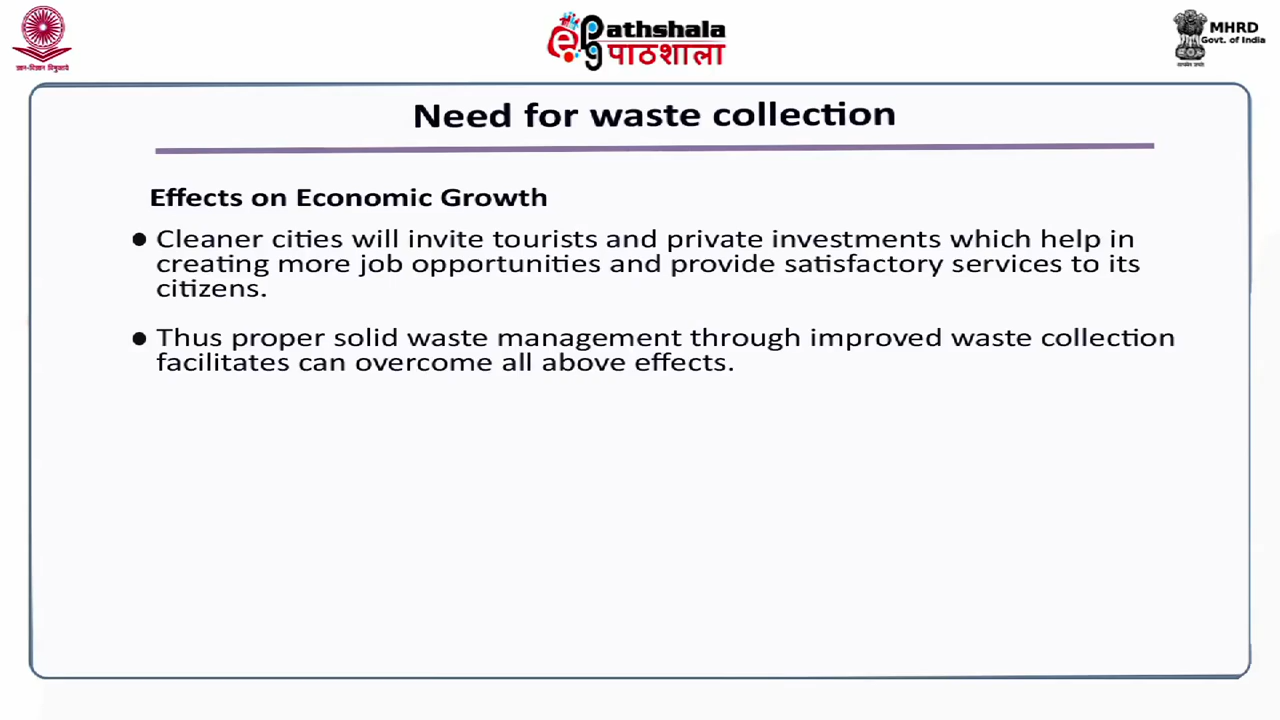 ज्ञान-विज्ञान विमुक्तये
ePGpathshala
पाठशाला
MHRD
Govt. of India
Need for waste collection
Effects on Economic Growth
● Cleaner cities will invite tourists and private investments which help in
creating more job opportunities and provide satisfactory services to its
citizens.
● Thus proper solid waste management through improved waste collection
facilitates can overcome all above effects.